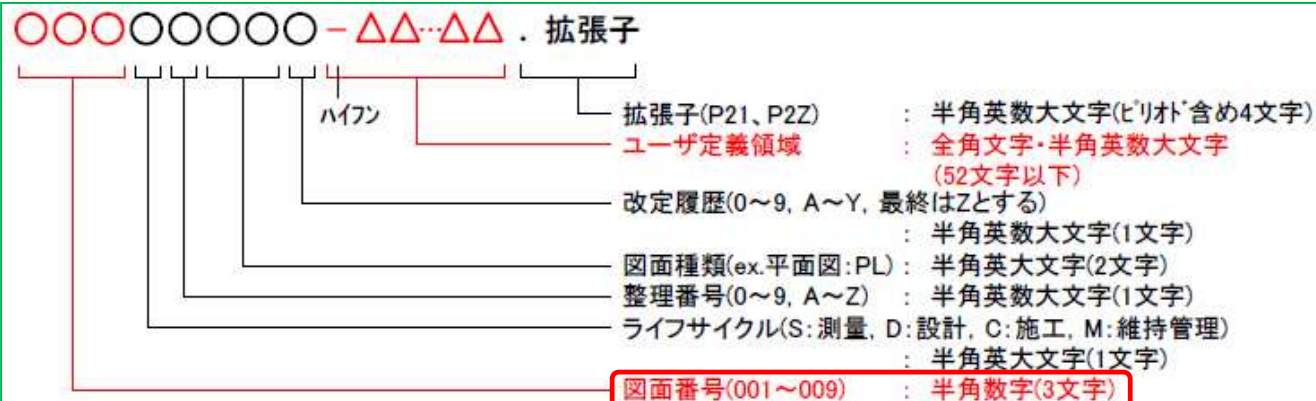 ○○○○○○○○-△△…△△ . 拡張子
ハイフン
拡張子(P21、P2Z) : 半角英数大文字(ピリオド含め4文字)
ユーザ定義領域 : 全角文字・半角英数大文字
(52文字以下)
改定履歴(0～9, A～Y, 最終はZとする)
: 半角英数大文字(1文字)
図面種類(ex.平面図:PL) : 半角英大文字(2文字)
整理番号(0～9, A～Z) : 半角英数大文字(1文字)
ライフサイクル(S:測量, D:設計, C:施工, M:維持管理)
: 半角英大文字(1文字)
図面番号(001～009) : 半角数字(3文字)